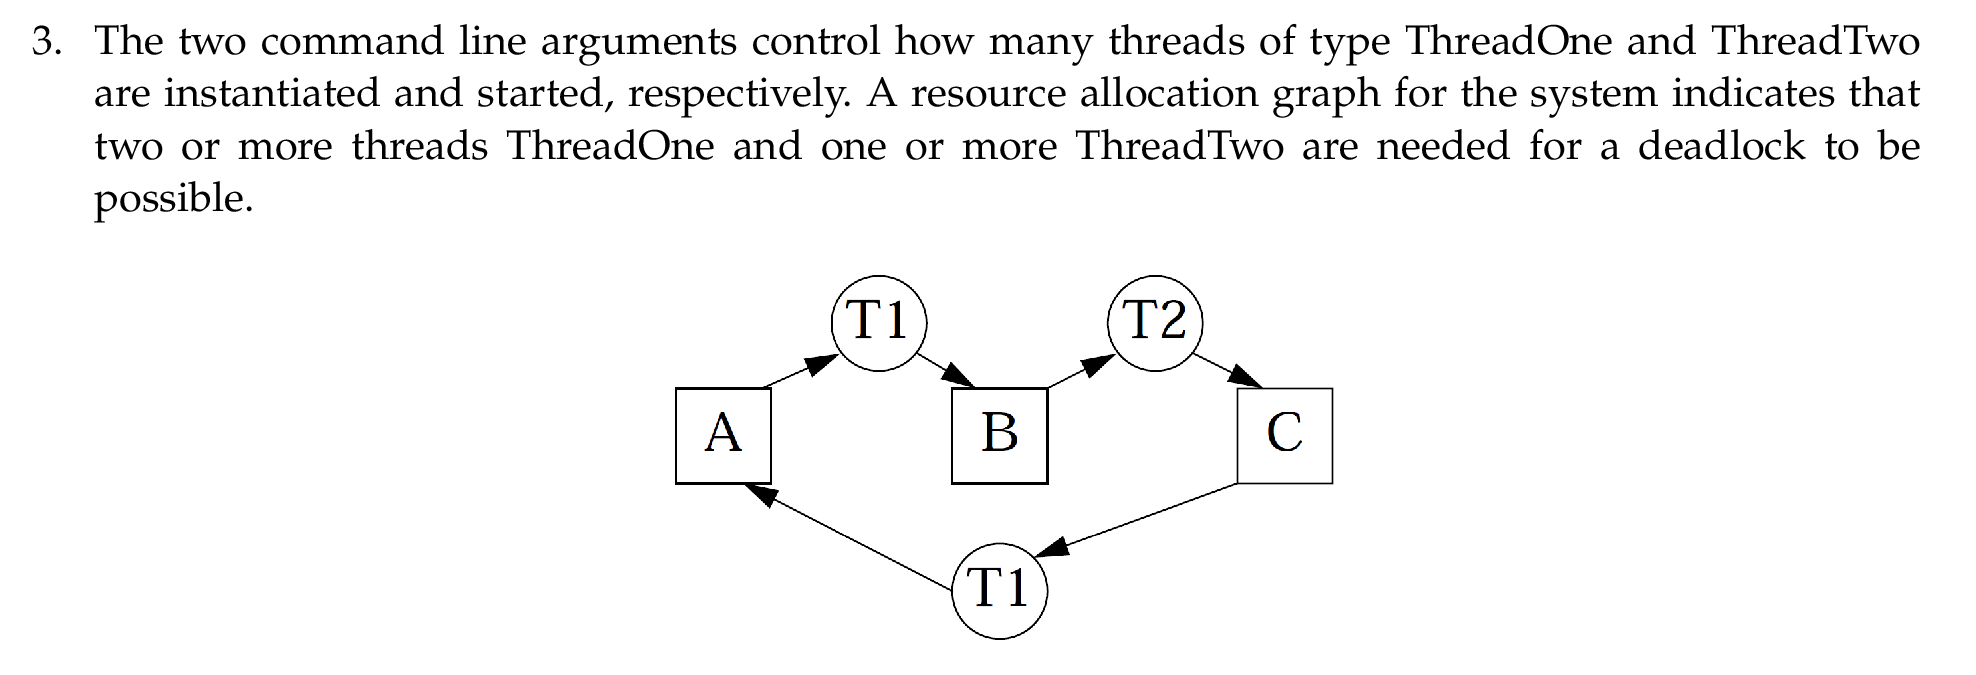 3. The two command line arguments control how many threads of type ThreadOne and ThreadTwo
are instantiated and started, respectively. A resource allocation graph for the system indicates that
two or more threads ThreadOne and one or more ThreadTwo are needed for a deadlock to be
possible.
T1 T2
A B C
T1